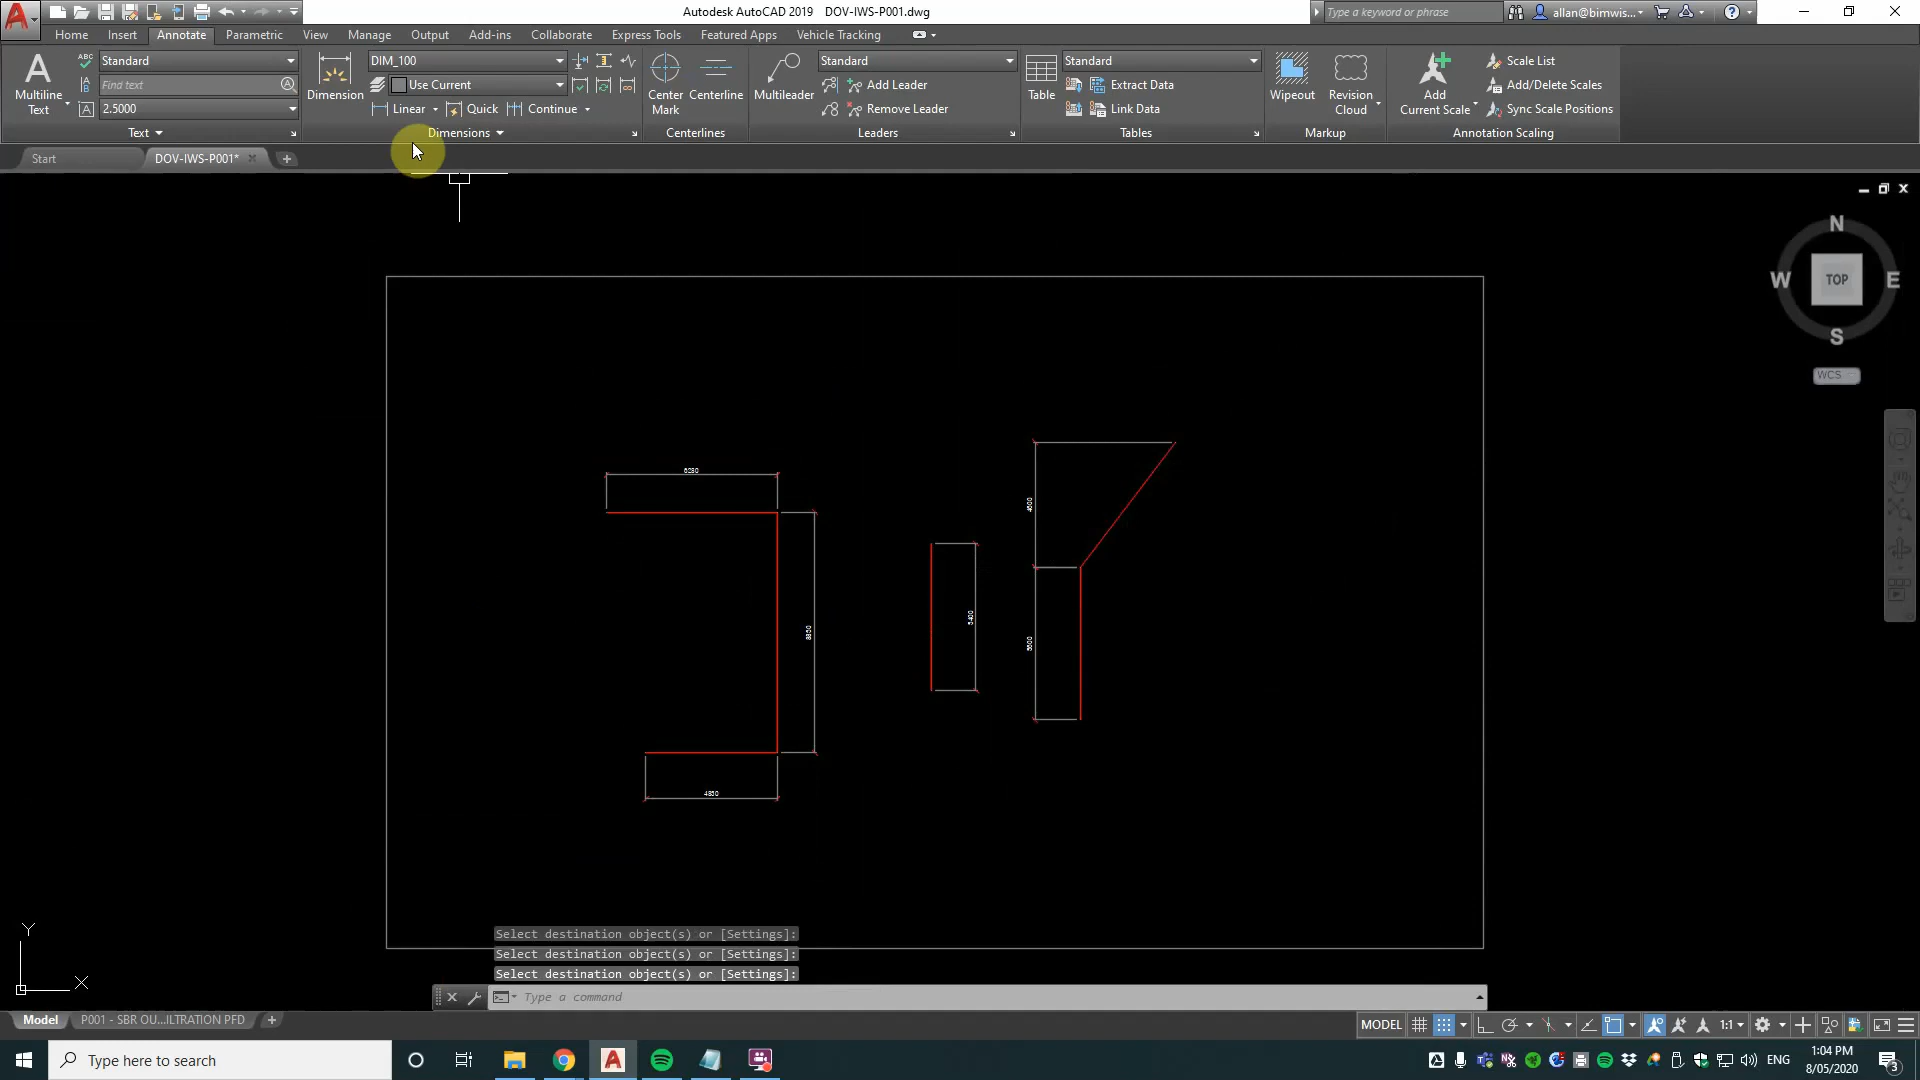 Autodesk AutoCAD 2019 DOV-IWS-P001.dwg
Type a keyword or phrase
allan@bimwis...
Home Insert Annotate Parametric View Manage Output Add-ins Collaborate Express Tools Featured Apps Vehicle Tracking
Multiline Text
ABC
Standard
Find text
2.5000
Text
Dimension
DIM_100
Use Current
Linear
Quick
Continue
Dimensions
Center Mark
Centerline
Centerlines
Multileader
Standard
Add Leader
Remove Leader
Leaders
Table
Standard
Extract Data
Link Data
Tables
Wipeout
Revision Cloud
Markup
Add Current Scale
Scale List
Add/Delete Scales
Sync Scale Positions
Annotation Scaling
Start
DOV-IWS-P001*
N
W TOP E
S
WCS
4600
5400
4850
Y
X
Select destination object(s) or [Settings]:
Select destination object(s) or [Settings]:
Select destination object(s) or [Settings]:
Type a command
Model
P001 - SBR OU...ILTRATION PFD
MODEL
1:1
Type here to search
ENG
1:04 PM
8/05/2020
3